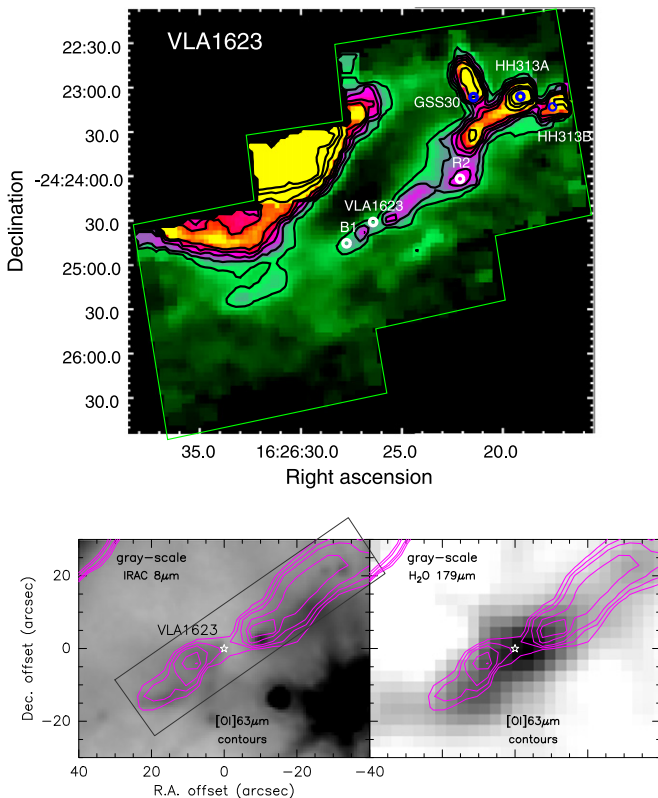 VLA1623
22:30.0
HH313A
23:00.0
GSS30
30.0
HH313B
R2
-24:24:00.0
VLA1623
30.0
B1
Declination
25:00.0
30.0
26:00.0
30.0
35.0 16:26:30.0 25.0 20.0
Right ascension
gray-scale
IRAC 8μm
VLA1623
[OI]63μm
contours
gray-scale
H₂O 179μm
[OI]63μm
contours
20
0
-20
Dec. offset (arcsec)
40 20 0 -20 -40
R.A. offset (arcsec)